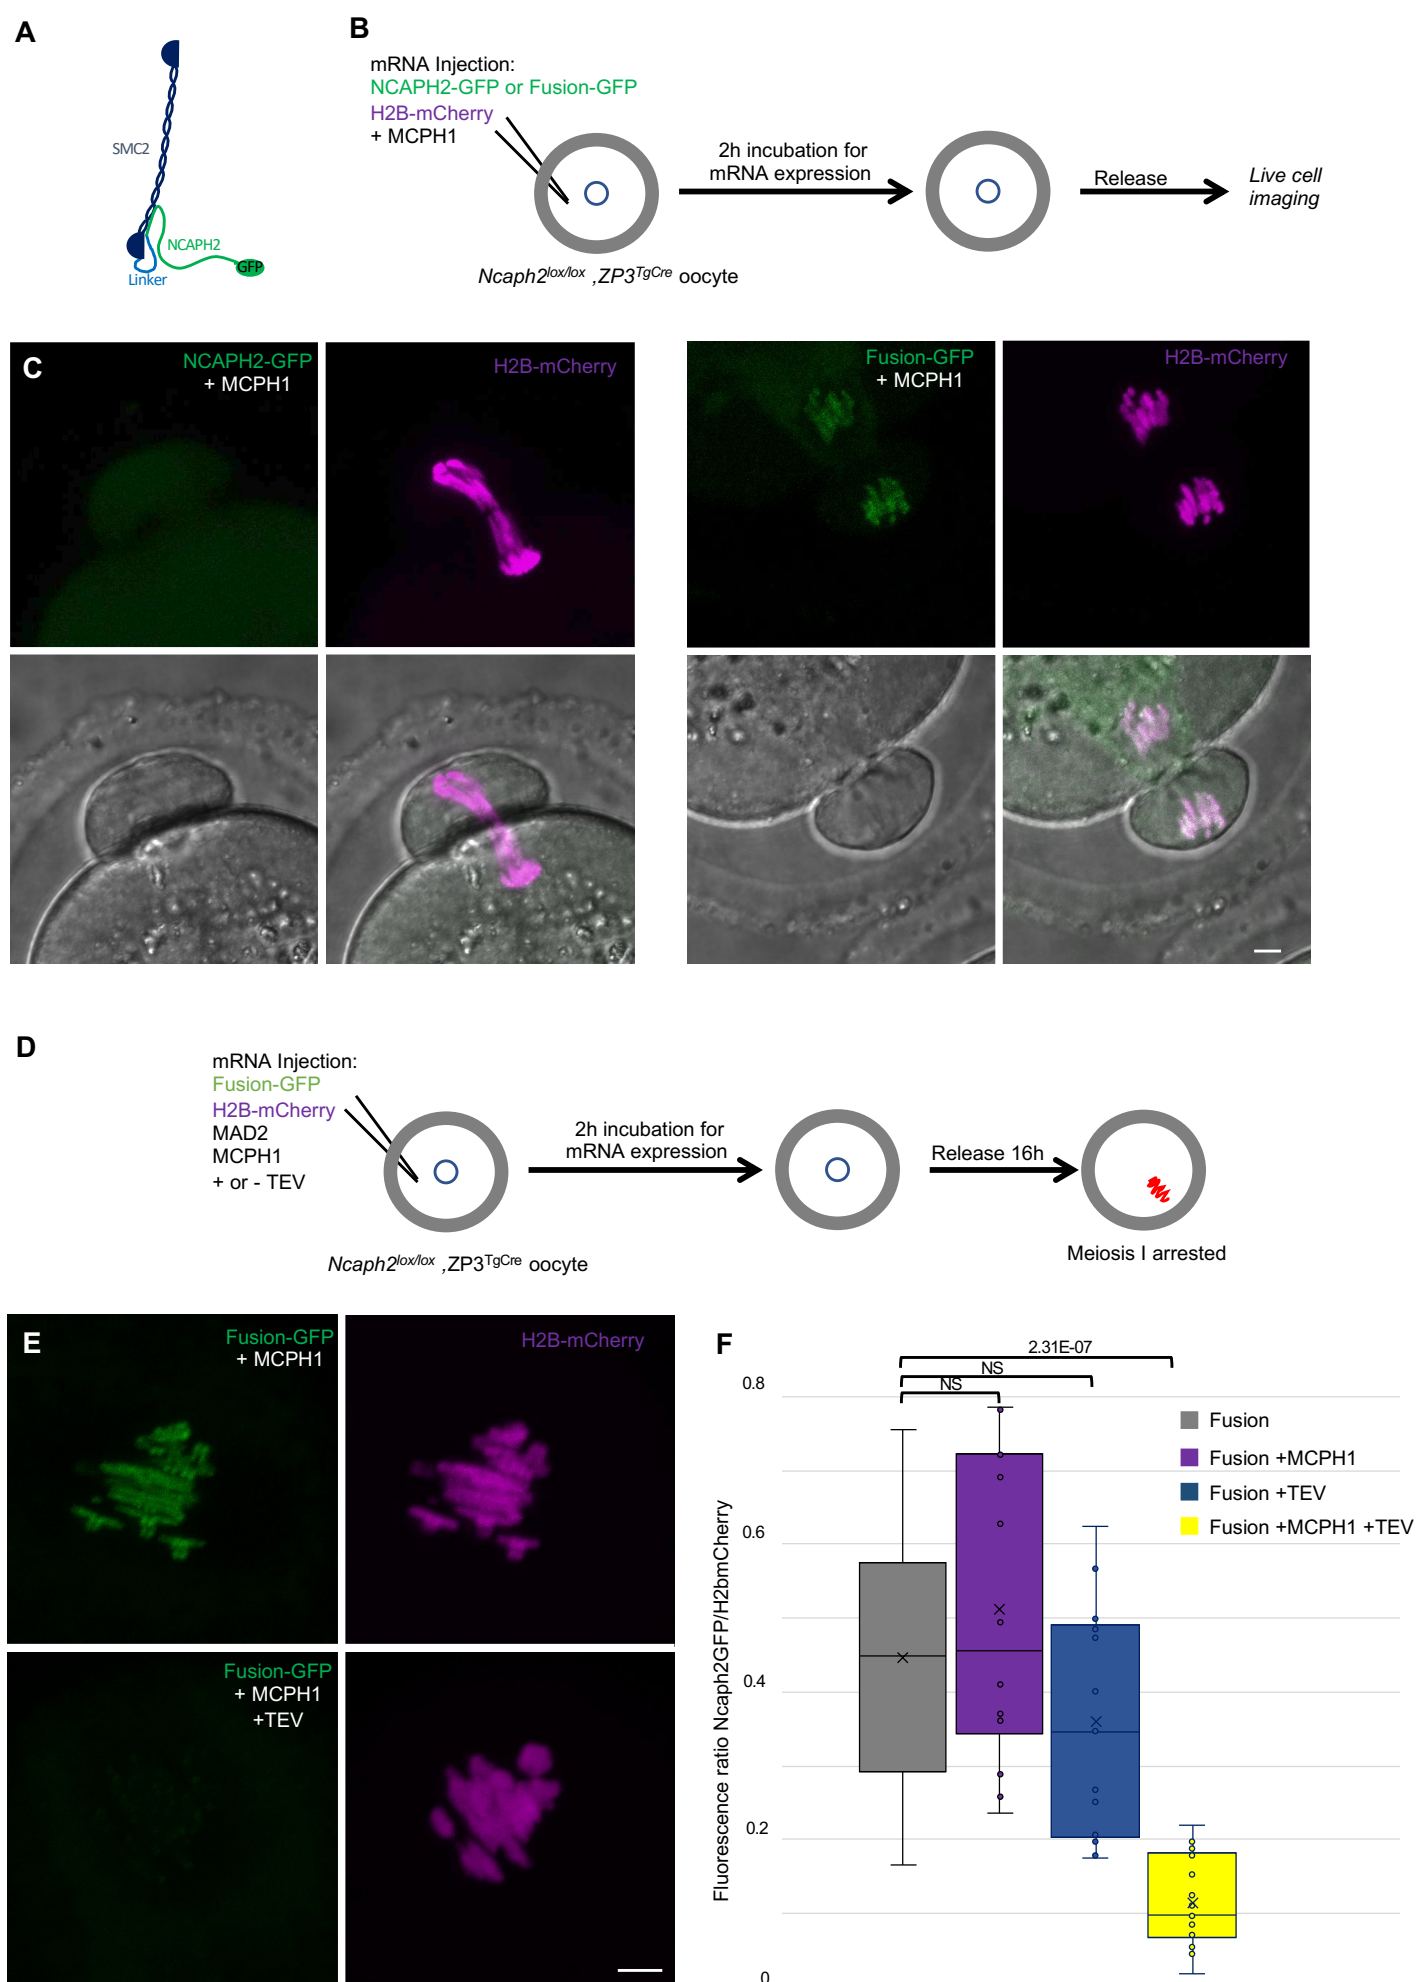 A
SMC2
NCAPH2
GFP
Linker
B
mRNA Injection:
NCAPH2-GFP or Fusion-GFP
H2B-mCherry
+ MCPH1
2h incubation for
mRNA expression
Release
Live cell
imaging
Ncaph2lox/lox ,ZP3TgCre oocyte
C
NCAPH2-GFP
+ MCPH1
H2B-mCherry
Fusion-GFP
+ MCPH1
H2B-mCherry
D
mRNA Injection:
Fusion-GFP
H2B-mCherry
MAD2
MCPH1
+ or - TEV
2h incubation for
mRNA expression
Release 16h
Meiosis I arrested
Ncaph2lox/lox ,ZP3TgCre oocyte
E
Fusion-GFP
+ MCPH1
H2B-mCherry
Fusion-GFP
+ MCPH1
+TEV
F
2.31E-07
NS
NS
0.8
0.6
0.4
0.2
0
Fluorescence ratio Ncaph2GFP/H2bmCherry
Fusion
Fusion +MCPH1
Fusion +TEV
Fusion +MCPH1 +TEV